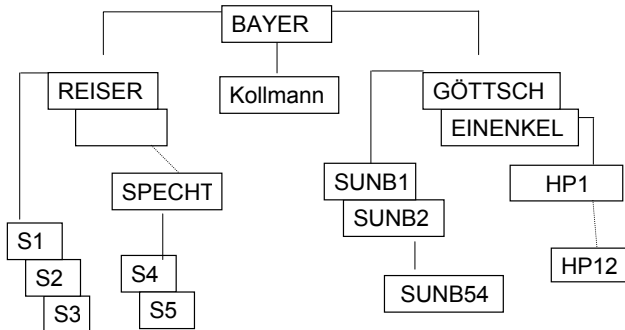 BAYER
REISER
Kollmann
GÖTTSCH
EINENKEL
SPECHT
SUNB1
HP1
SUNB2
S1
S2
S4
HP12
S3
S5
SUNB54